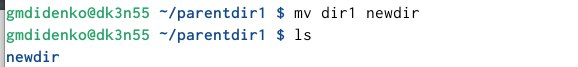 gmdidenko@dk3n55 ~/parentdir1 $ mv dir1 newdir
gmdidenko@dk3n55 ~/parentdir1 $ ls
newdir